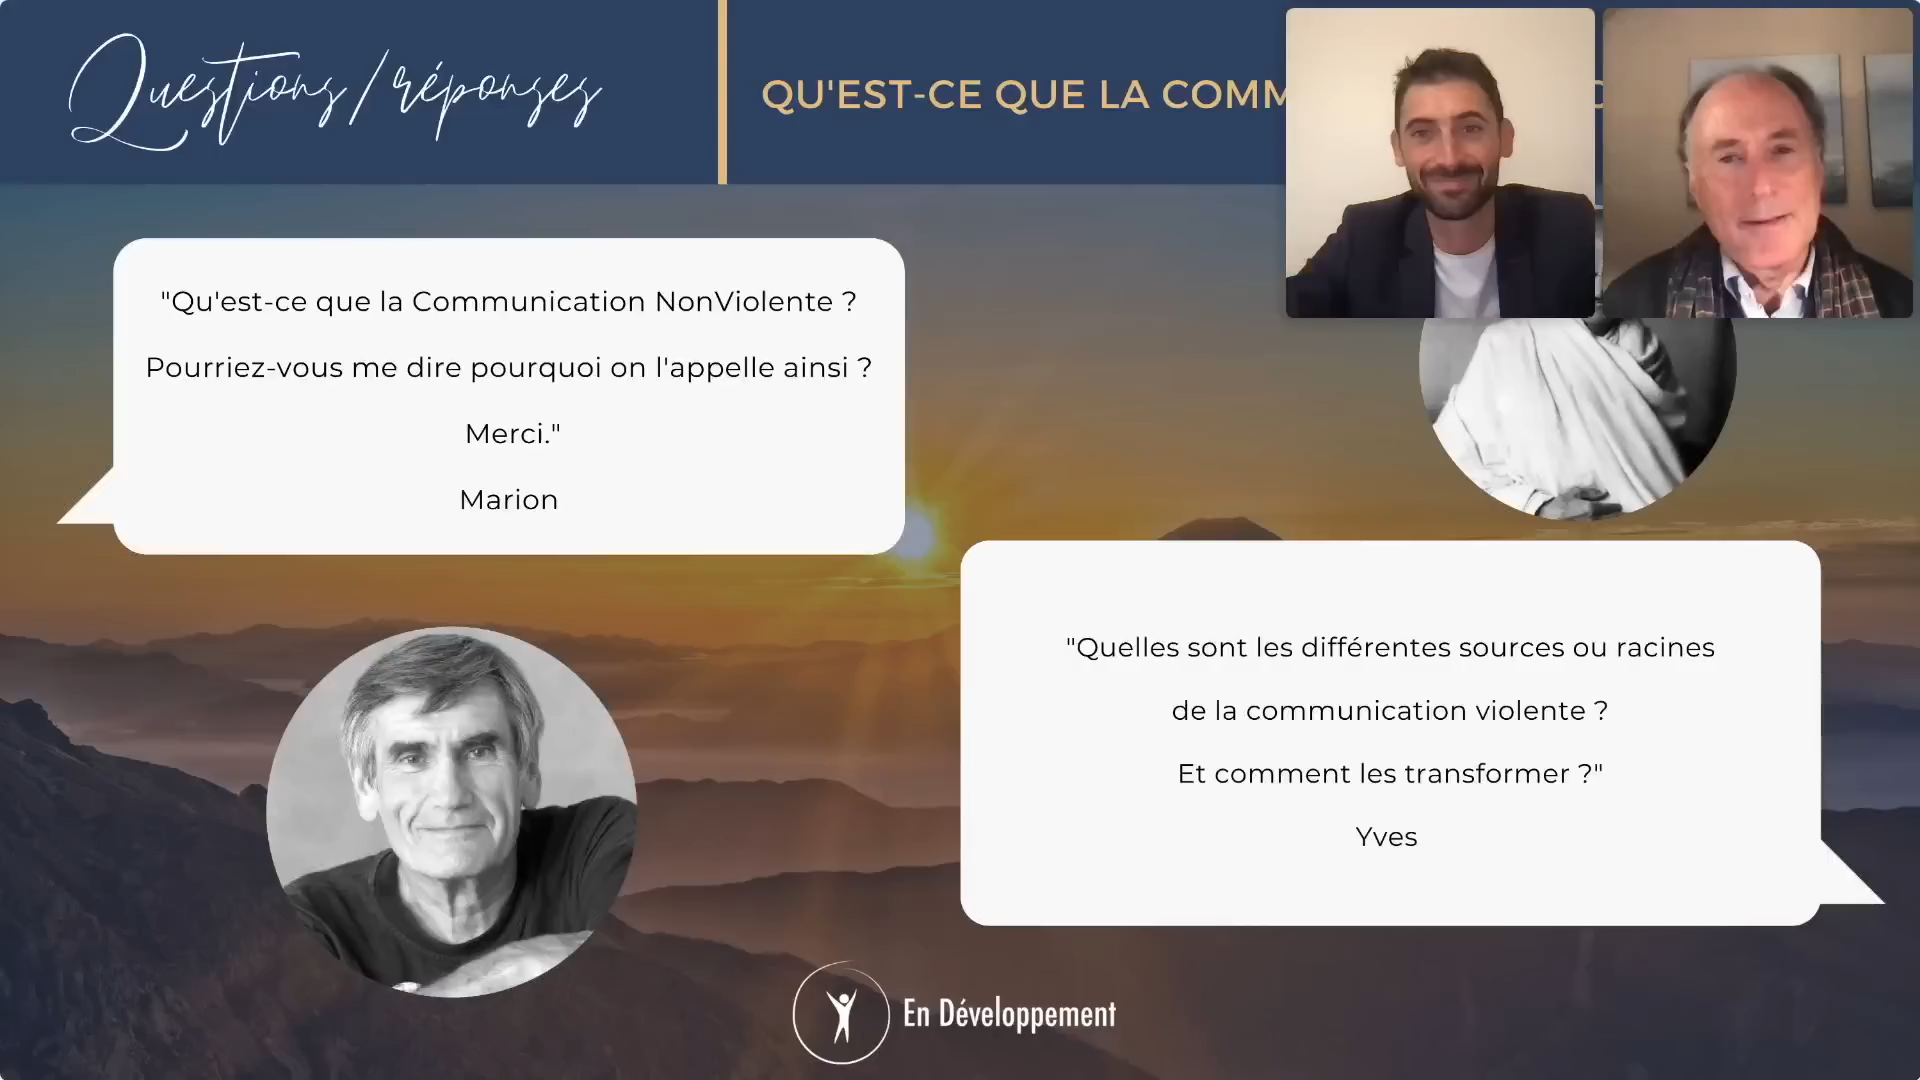 Questions/réponses
QU'EST-CE QUE LA COMM
"Qu'est-ce que la Communication NonViolente ?
Pourriez-vous me dire pourquoi on l'appelle ainsi ?
Merci."
Marion
"Quelles sont les différentes sources ou racines
de la communication violente ?
Et comment les transformer ?"
Yves
En Développement